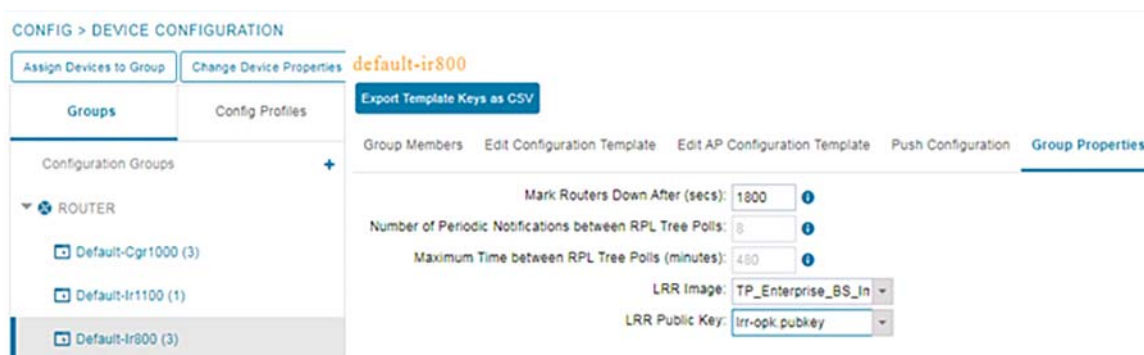 CONFIG > DEVICE CONFIGURATION
Assign Devices to Group
Change Device Properties
default-ir800
Export Template Keys as CSV
Groups
Config Profiles
Group Members
Edit Configuration Template
Edit AP Configuration Template
Push Configuration
Group Properties
Configuration Groups
+
ROUTER
Default-Cgr1000 (3)
Default-Ir1100 (1)
Default-Ir800 (3)
Mark Routers Down After (secs): 1800
Number of Periodic Notifications between RPL Tree Polls: 8
Maximum Time between RPL Tree Polls (minutes): 480
LRR Image: TP_Enterprise_BS_In
LRR Public Key: lrr-opk.pubkey